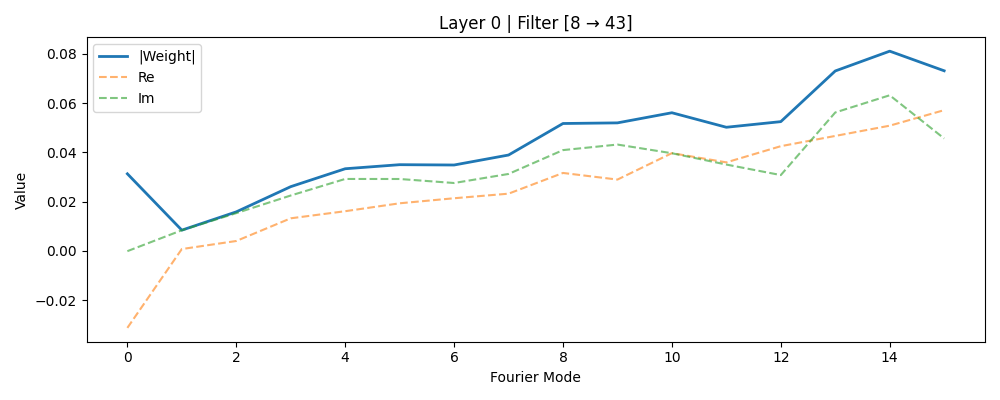 Layer 0 | Filter [8 → 43]
|Weight|
Re
Im
Value
0.08
0.06
0.04
0.02
0.00
−0.02
0 2 4 6 8 10 12 14
Fourier Mode